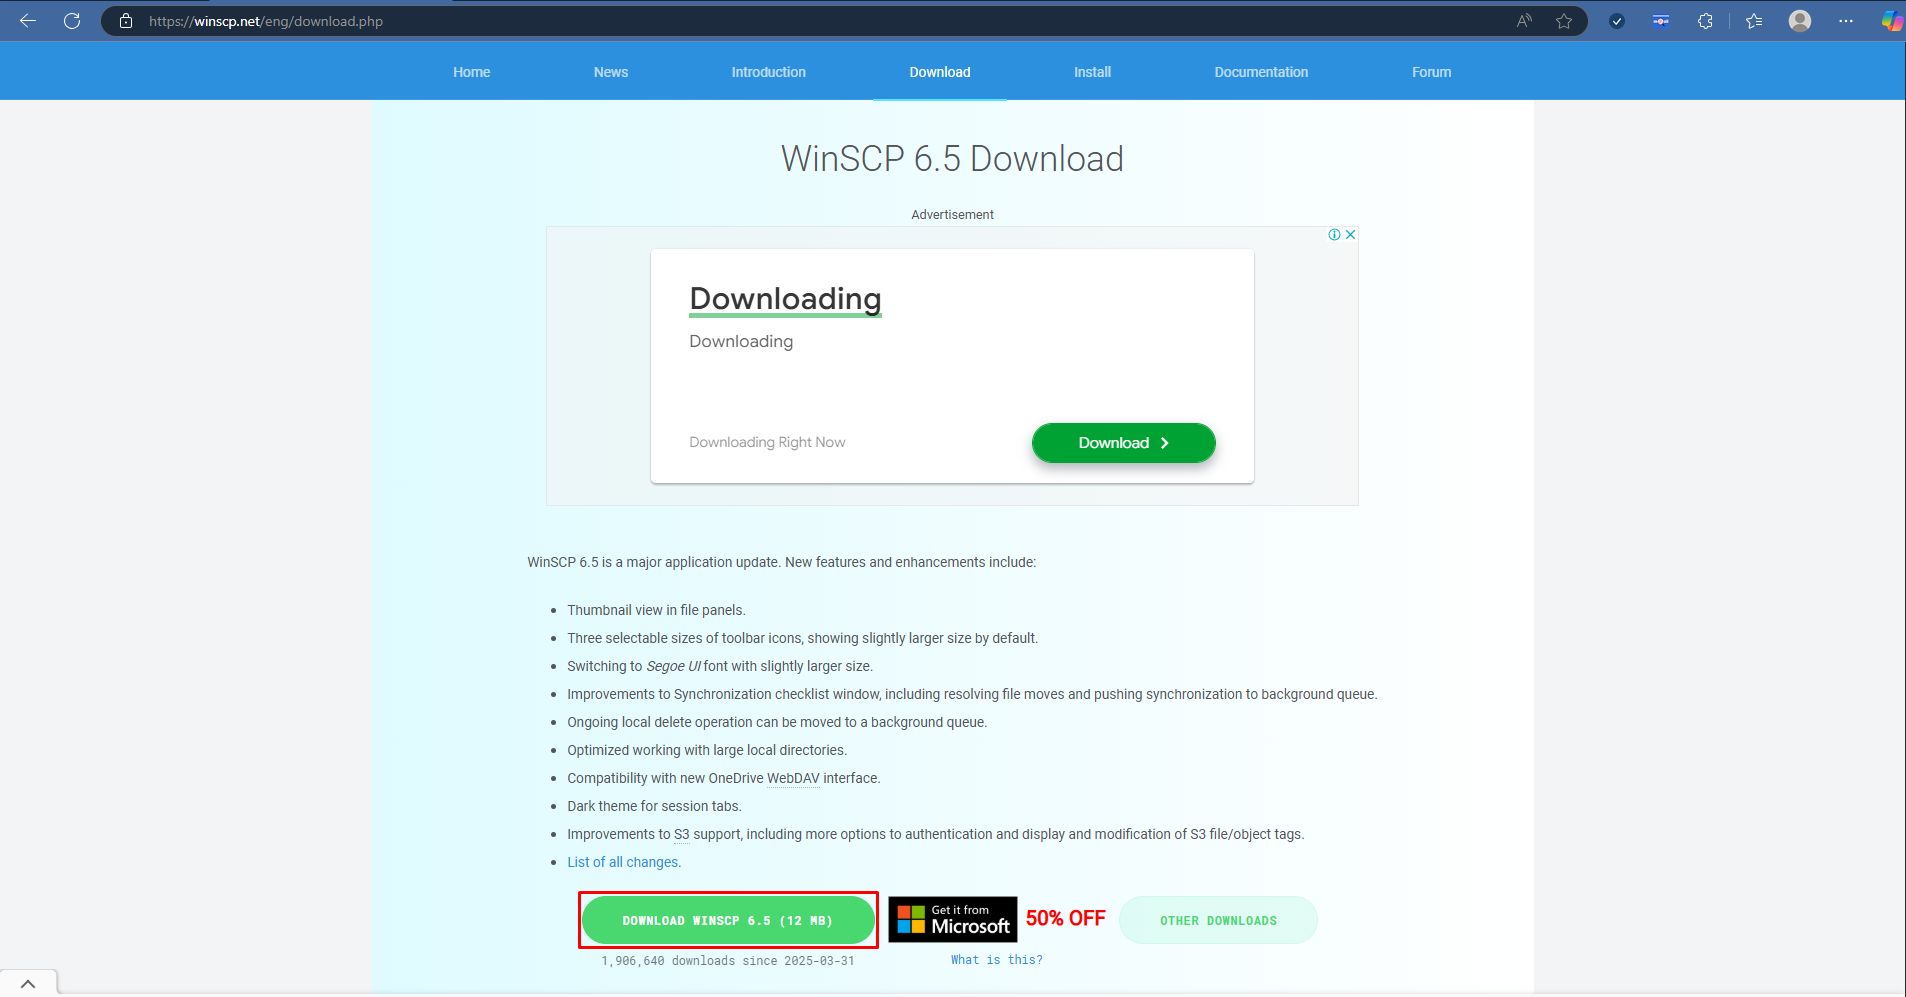 https://winscp.net/eng/download.php
Home News Introduction Download Install Documentation Forum
WinSCP 6.5 Download
Advertisement
Downloading
Downloading
Downloading Right Now
Download
WinSCP 6.5 is a major application update. New features and enhancements include:
Thumbnail view in file panels.
Three selectable sizes of toolbar icons, showing slightly larger size by default.
Switching to Segoe UI font with slightly larger size.
Improvements to Synchronization checklist window, including resolving file moves and pushing synchronization to background queue.
Ongoing local delete operation can be moved to a background queue.
Optimized working with large local directories.
Compatibility with new OneDrive WebDAV interface.
Dark theme for session tabs.
Improvements to S3 support, including more options to authentication and display and modification of S3 file/object tags.
List of all changes.
DOWNLOAD WINSCP 6.5 (12 MB)
Get it from
Microsoft
50% OFF
OTHER DOWNLOADS
1,906,640 downloads since 2025-03-31
What is this?